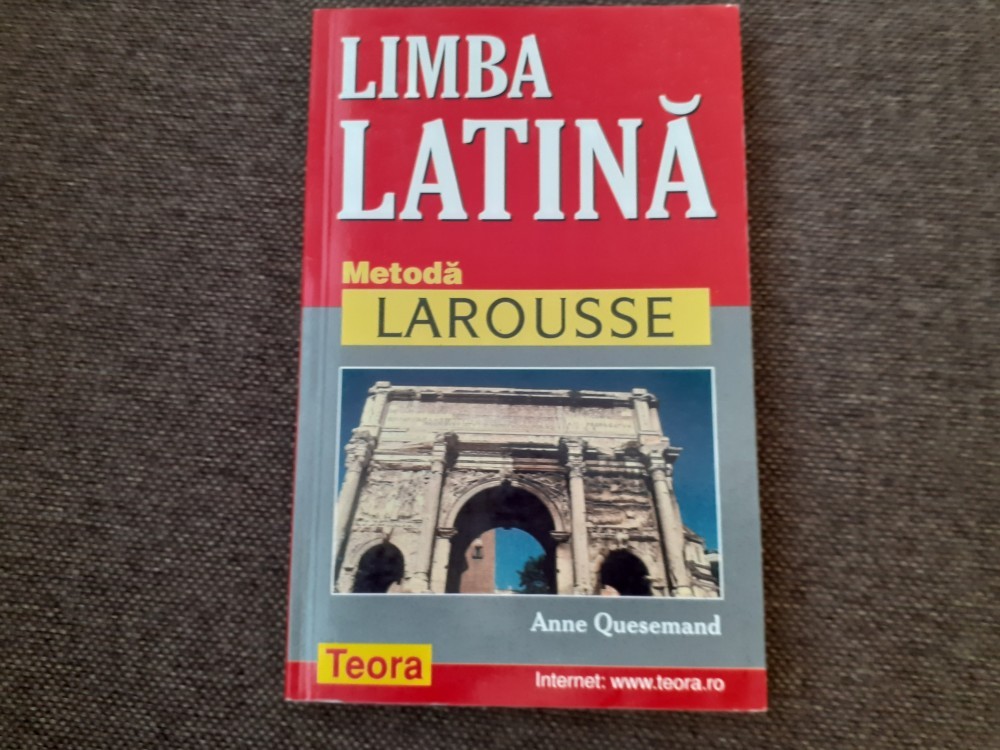 LIMBA
LATINĂ
Metodă
LAROUSSE
Anne Quesemand
Teora
Internet: www.teora.ro